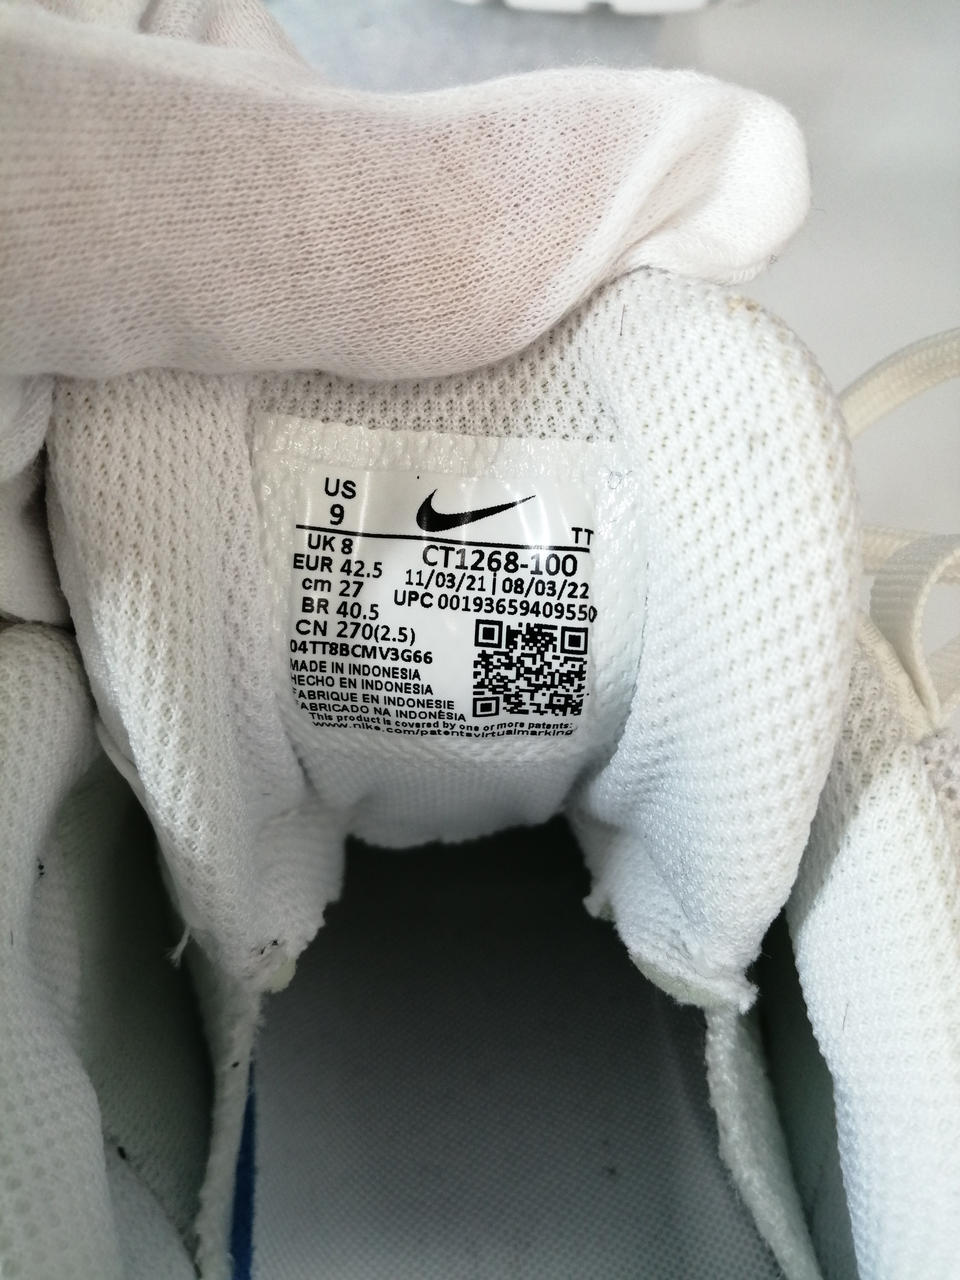 US
9
TT
UK 8
EUR 42.5
cm 27
BR 40.5
CN 270(2.5)
CT1268-100
11/03/21 | 08/03/22
UPC 00193659409550
04TT8BCMV3G66
MADE IN INDONESIA
HECHO EN INDONESIA
FABRIQUE EN INDONESIE
FABRICADO NA INDONÉSIA
This product is covered by one or more patents:
www.nike.com/patentsvirtualmarking